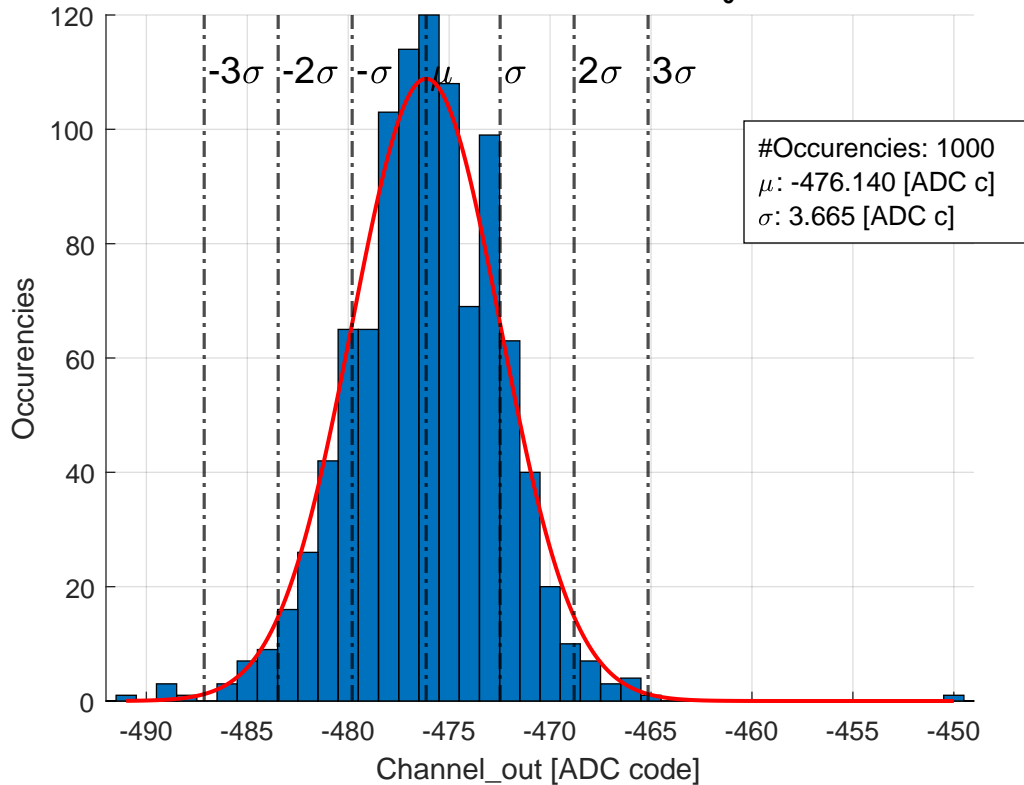 120
-3σ -2σ -σ μ σ 2σ 3σ
100
#Occurencies: 1000
μ: -476.140 [ADC c]
σ: 3.665 [ADC c]
80
60
40
20
0
Occurencies
-490 -485 -480 -475 -470 -465 -460 -455 -450
Channel_out [ADC code]